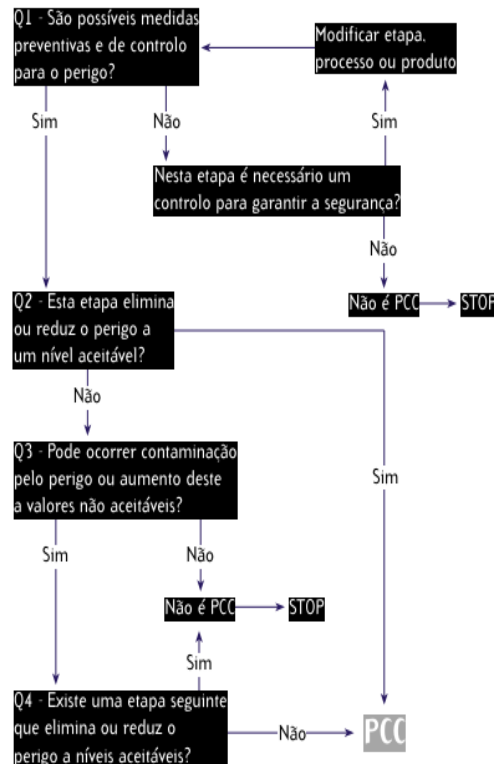 Q1 - São possíveis medidas
preventivas e de controlo
para o perigo?
Modificar etapa,
processo ou produto
Sim
Não
Sim
Nesta etapa é necessário um
controlo para garantir a segurança?
Não
Não é PCC
STOP
Q2 - Esta etapa elimina
ou reduz o perigo a
um nível aceitável?
Não
Sim
Q3 - Pode ocorrer contaminação
pelo perigo ou aumento deste
a valores não aceitáveis?
Sim
Não
Não é PCC
STOP
Sim
Q4 - Existe uma etapa seguinte
que elimina ou reduz o
perigo a níveis aceitáveis?
Não
PCC